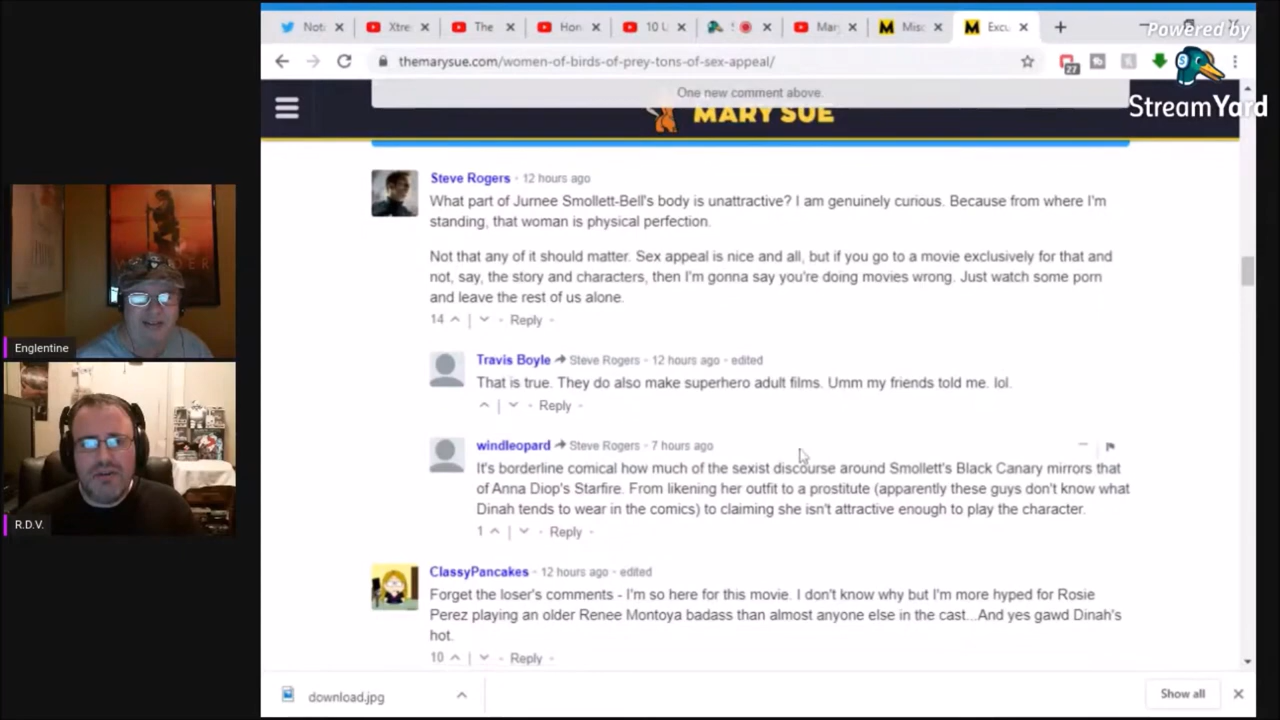 Noti
Xtre
The
Hon
10 U
S
Mar
Misc
Excu
Powered by
StreamYard
themarysue.com/women-of-birds-of-prey-tons-of-sex-appeal/
27
One new comment above.
MARY SUE
Steve Rogers · 12 hours ago
What part of Jurnee Smollett-Bell's body is unattractive? I am genuinely curious. Because from where I'm
standing, that woman is physical perfection.
Not that any of it should matter. Sex appeal is nice and all, but if you go to a movie exclusively for that and
not, say, the story and characters, then I'm gonna say you're doing movies wrong. Just watch some porn
and leave the rest of us alone.
14 | · Reply ·
Travis Boyle Steve Rogers · 12 hours ago · edited
That is true. They do also make superhero adult films. Umm my friends told me. lol.
| · Reply ·
windleopard Steve Rogers · 7 hours ago
It's borderline comical how much of the sexist discourse around Smollett's Black Canary mirrors that
of Anna Diop's Starfire. From likening her outfit to a prostitute (apparently these guys don't know what
Dinah tends to wear in the comics) to claiming she isn't attractive enough to play the character.
1 | · Reply ·
ClassyPancakes · 12 hours ago · edited
Forget the loser's comments - I'm so here for this movie. I don't know why but I'm more hyped for Rosie
Perez playing an older Renee Montoya badass than almost anyone else in the cast...And yes gawd Dinah's
hot.
10 | · Reply ·
Englentine
R.D.V.
download.jpg
Show all